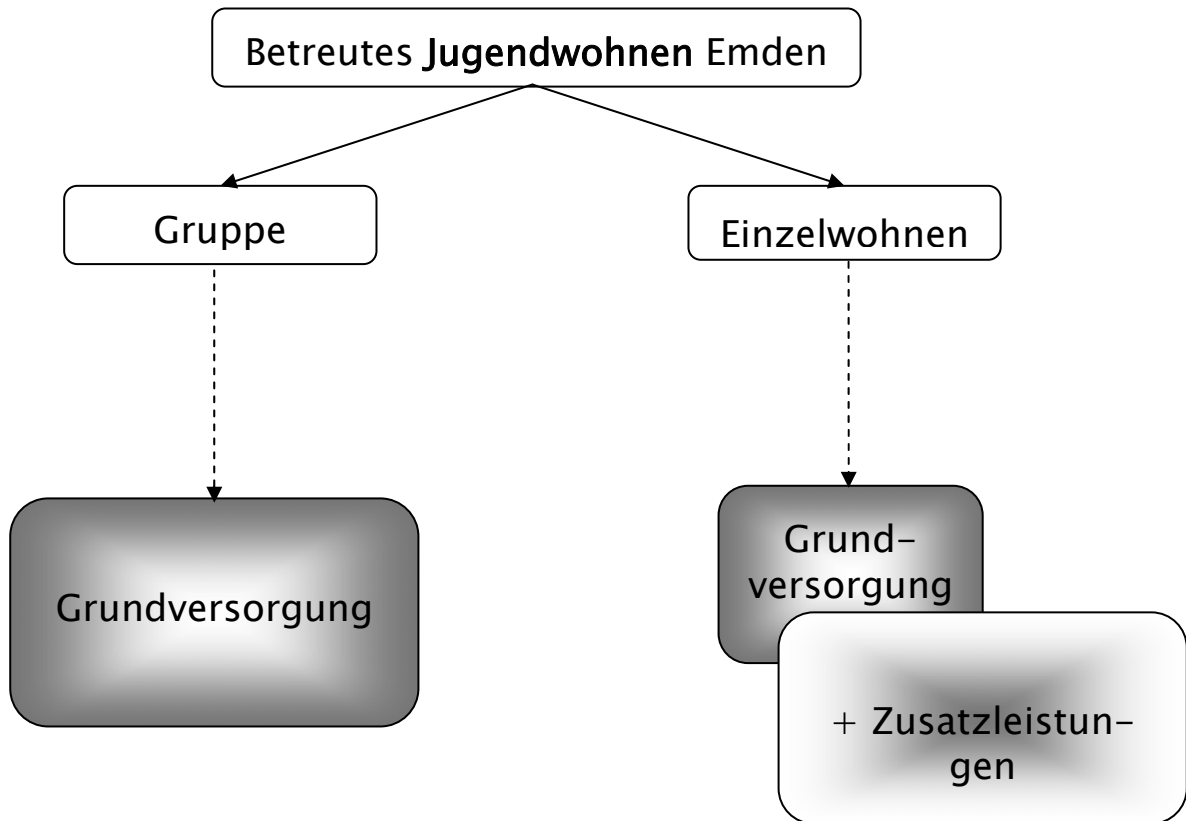 Betreutes Jugendwohnen Emden
Gruppe
Einzelwohnen
Grundversorgung
Grund-
versorgung
+ Zusatzleistun-
gen